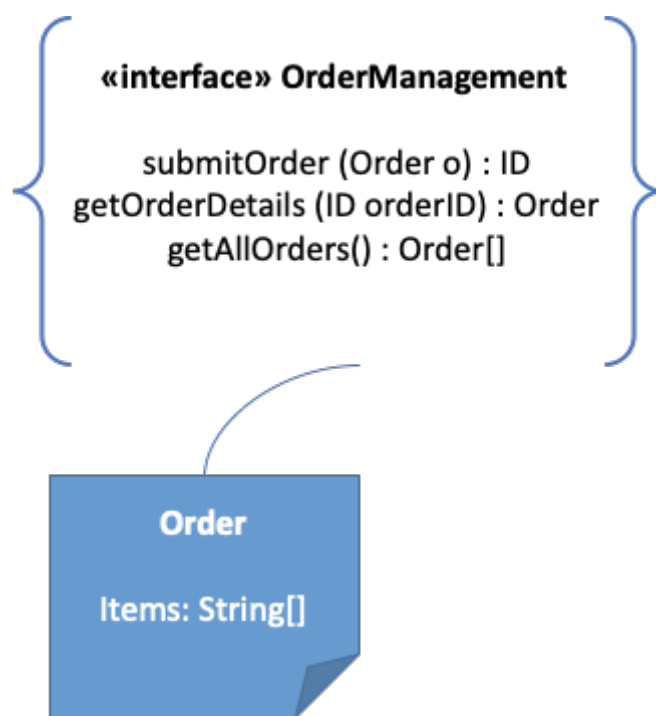 «interface» OrderManagement
submitOrder (Order o) : ID
getOrderDetails (ID orderID) : Order
getAllOrders() : Order[]
Order
Items: String[]